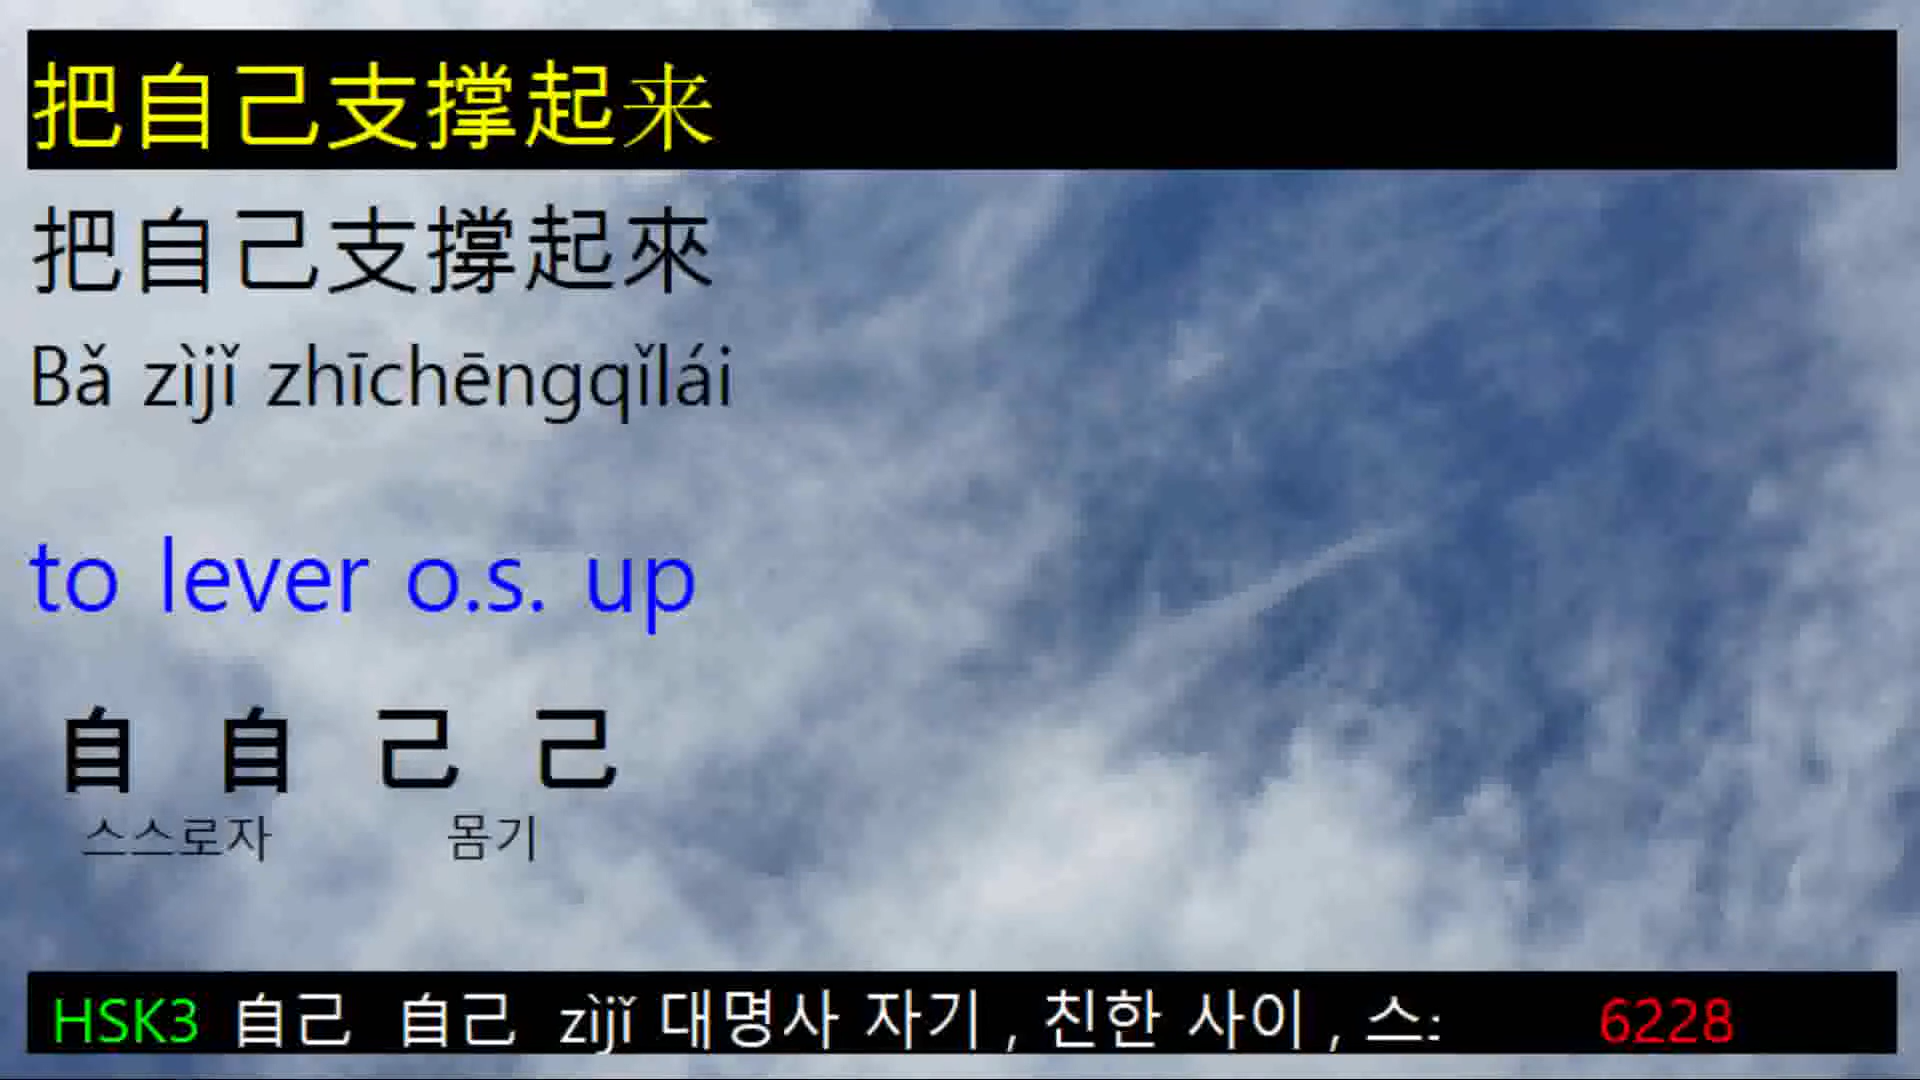 把自己支撑起来
把自己支撐起來
Bǎ zìjǐ zhīchēngqǐlái
to lever o.s. up
自 自 己 己
스스로자 몸기
HSK3 自己 自己 zìjǐ 대명사 자기 , 친한 사이 , 스 6228